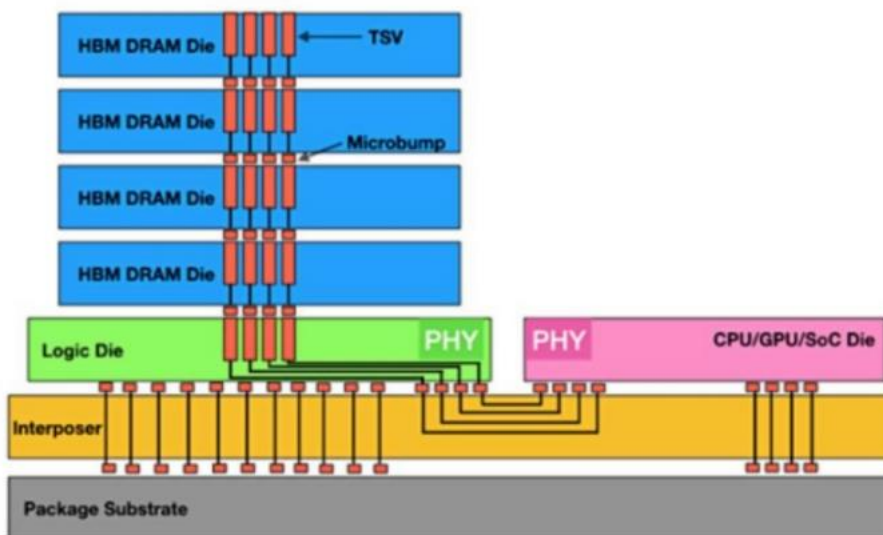 HBM DRAM Die
TSV
HBM DRAM Die
Microbump
HBM DRAM Die
HBM DRAM Die
Logic Die
PHY
PHY
CPU/GPU/SoC Die
Interposer
Package Substrate